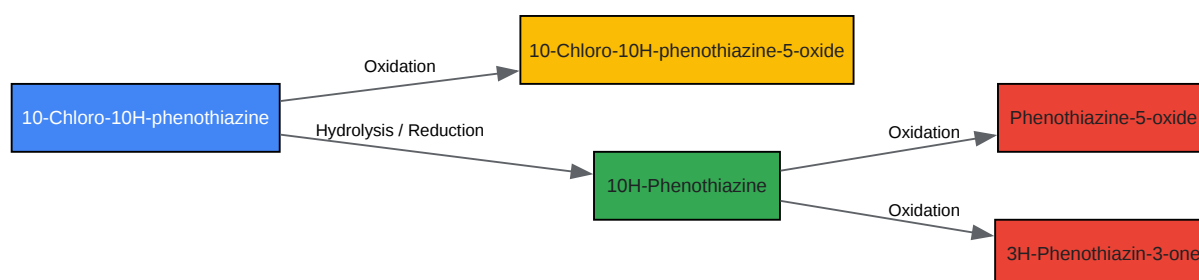 10-Chloro-10H-phenothiazine-5-oxide
Oxidation
10-Chloro-10H-phenothiazine
Hydrolysis / Reduction
Oxidation
Phenothiazine-5-oxide
10H-Phenothiazine
Oxidation
3H-Phenothiazin-3-one